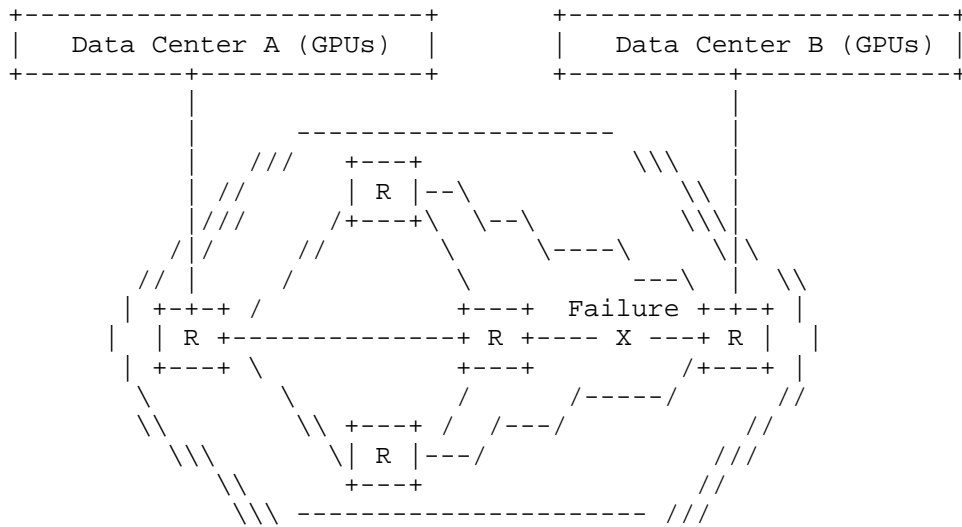 Data Center A (GPUs) Data Center B (GPUs)
R
Failure
R R X R
R